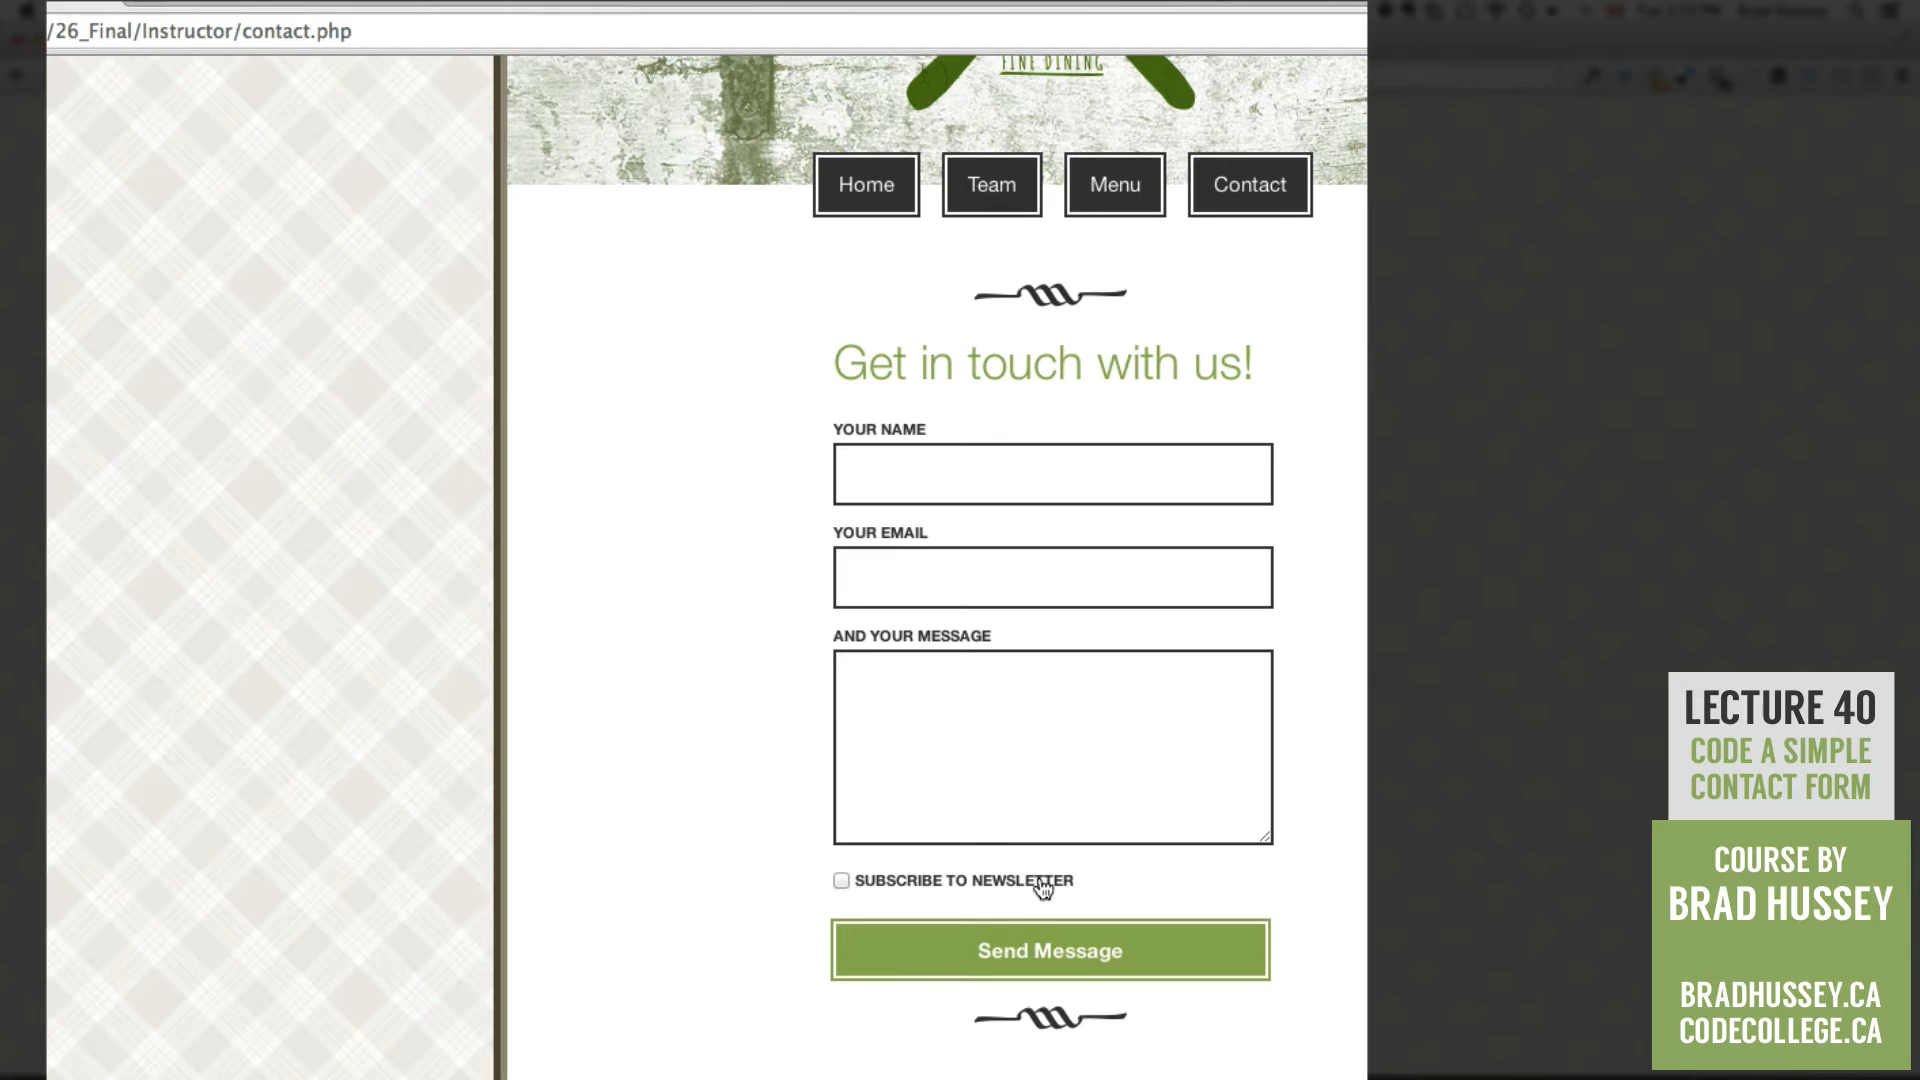 /26_Final/Instructor/contact.php
FINE DINING
Home
Team
Menu
Contact
Get in touch with us!
YOUR NAME
YOUR EMAIL
AND YOUR MESSAGE
SUBSCRIBE TO NEWSLETTER
Send Message
LECTURE 40
CODE A SIMPLE
CONTACT FORM
COURSE BY
BRAD HUSSEY
BRADHUSSEY.CA
CODECOLLEGE.CA